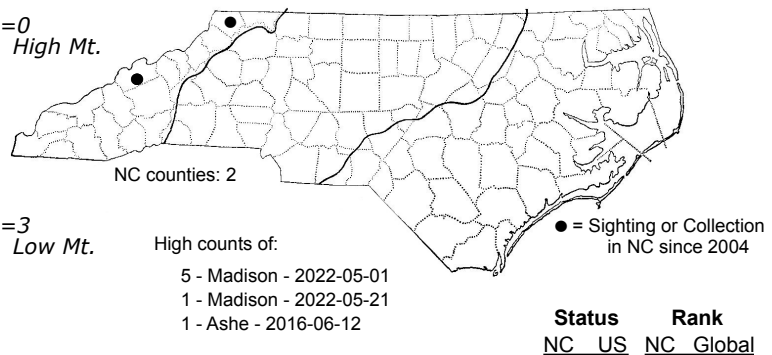 =0
High Mt.
NC counties: 2
=3
Low Mt.
High counts of:
5 - Madison - 2022-05-01
1 - Madison - 2022-05-21
1 - Ashe - 2016-06-12
● = Sighting or Collection
in NC since 2004
Status Rank
NC US NC Global